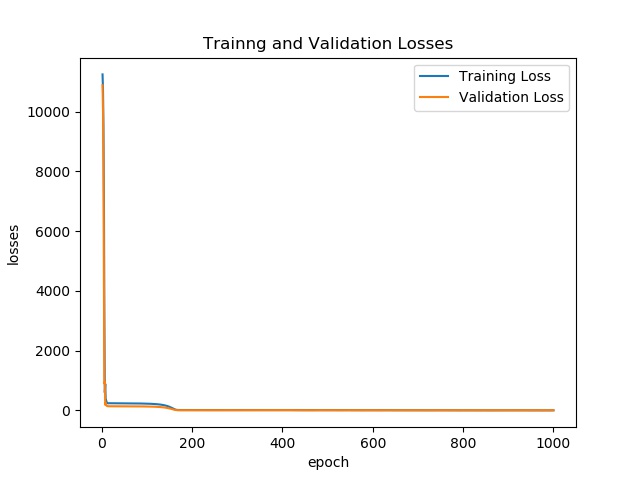 Trainng and Validation Losses
Training Loss
Validation Loss
10000
8000
6000
4000
2000
0
losses
0 200 400 600 800 1000
epoch